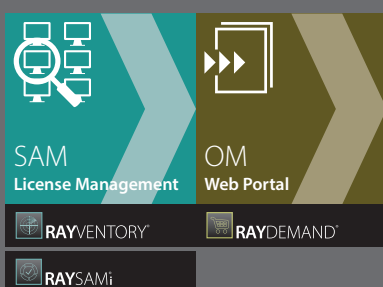 SAM
License Management
OM
Web Portal
RAYVENTORY®
RAYDEMAND®
RAYSAMi